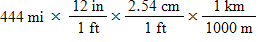 444 mi × 12 in/1 ft × 2.54 cm/1 ft × 1 km/1000 m